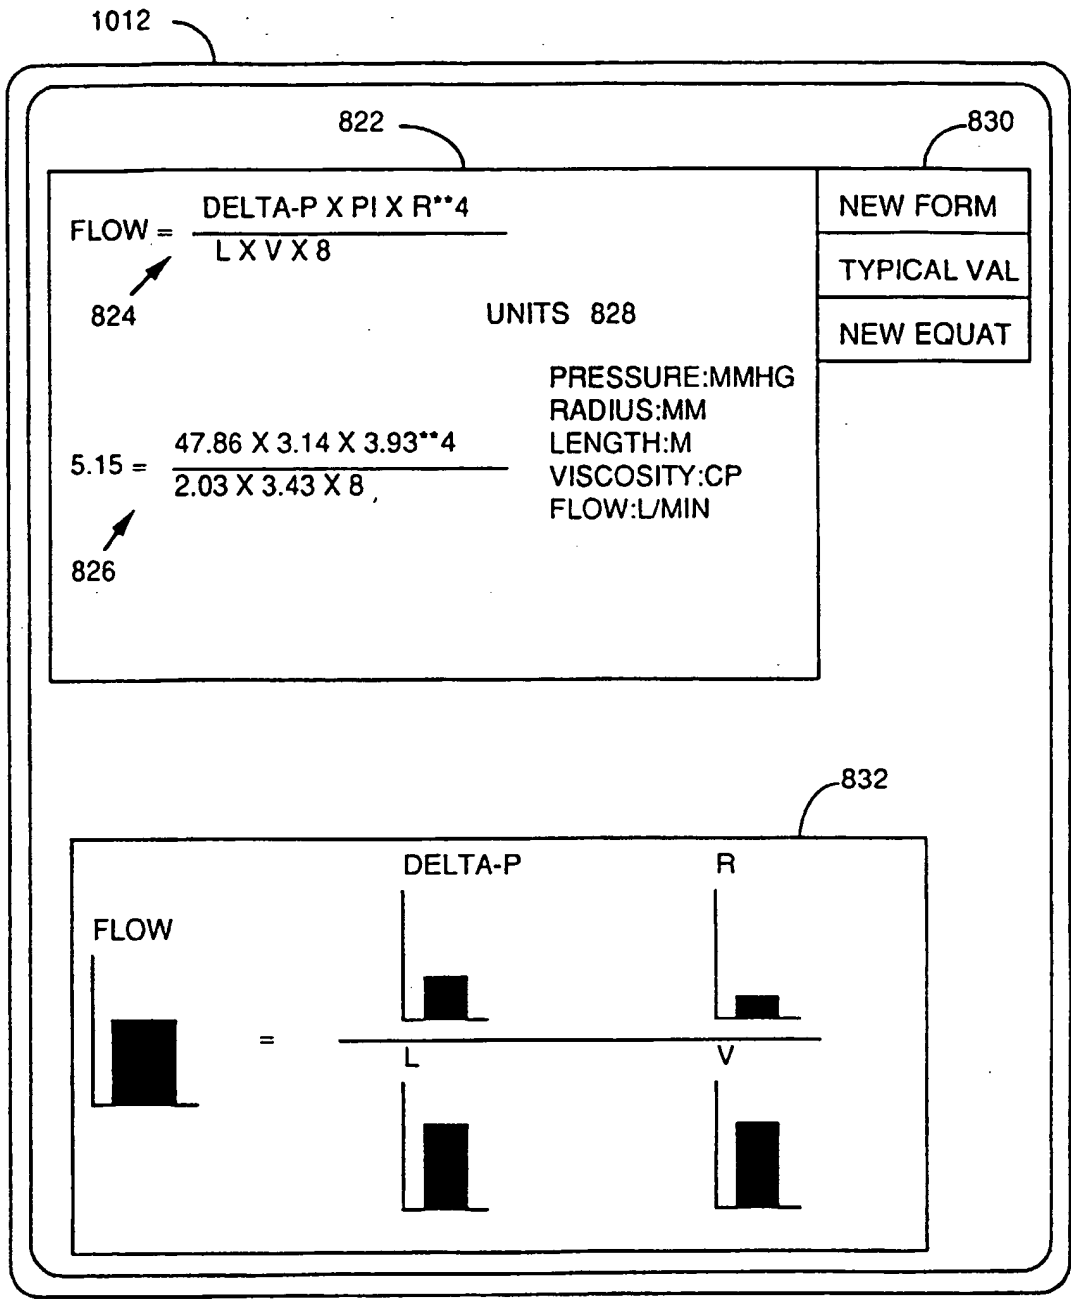 1012
822
830
FLOW =
DELTA-P X PI X R**4
L X V X 8
824
UNITS 828
NEW FORM
TYPICAL VAL
NEW EQUAT
PRESSURE:MMHG
RADIUS:MM
LENGTH:M
VISCOSITY:CP
FLOW:L/MIN
5.15 =
47.86 X 3.14 X 3.93**4
2.03 X 3.43 X 8
826
832
FLOW
=
DELTA-P
R
L
V